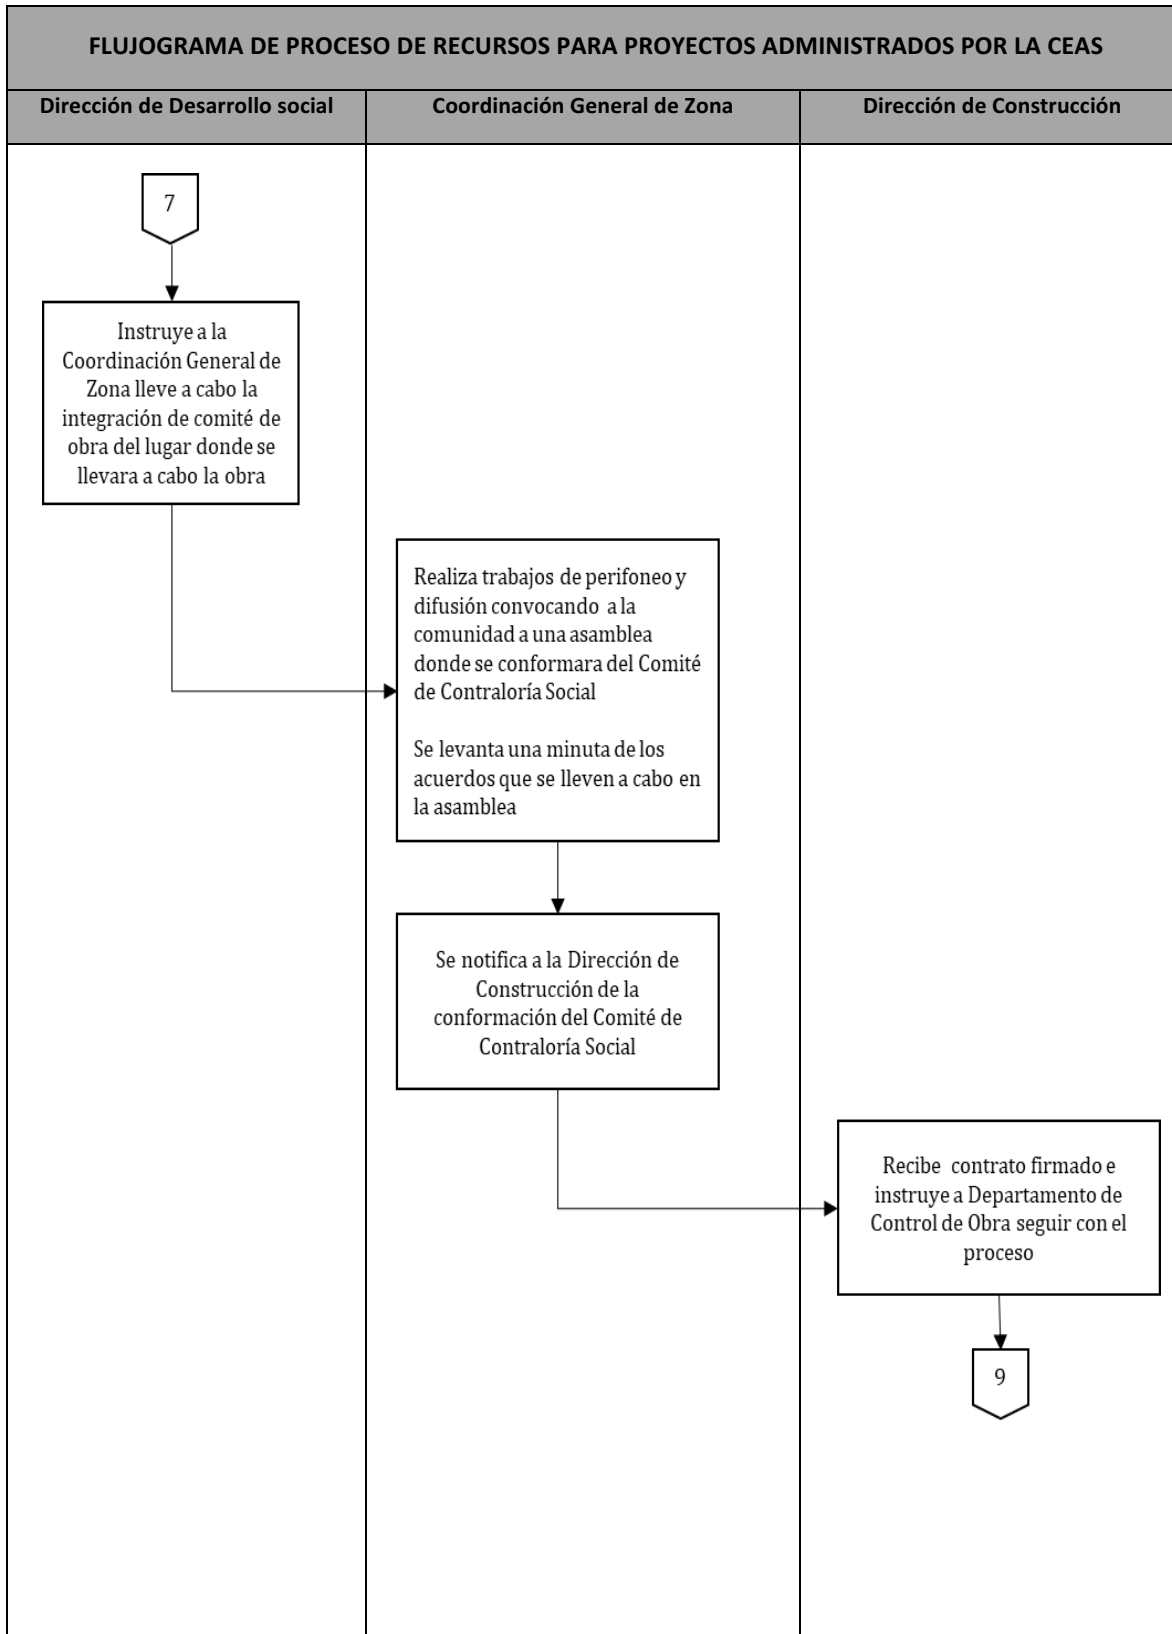 FLUJOGRAMA DE PROCESO DE RECURSOS PARA PROYECTOS ADMINISTRADOS POR LA CEAS
Dirección de Desarrollo social
Coordinación General de Zona
Dirección de Construcción
7
Instruye a la
Coordinación General de
Zona lleve a cabo la
integración de comité de
obra del lugar donde se
llevara a cabo la obra
Realiza trabajos de perifoneo y
difusión convocando a la
comunidad a una asamblea
donde se conformara del Comité
de Contraloría Social
Se levanta una minuta de los
acuerdos que se lleven a cabo en
la asamblea
Se notifica a la Dirección de
Construcción de la
conformación del Comité de
Contraloría Social
Recibe contrato firmado e
instruye a Departamento de
Control de Obra seguir con el
proceso
9